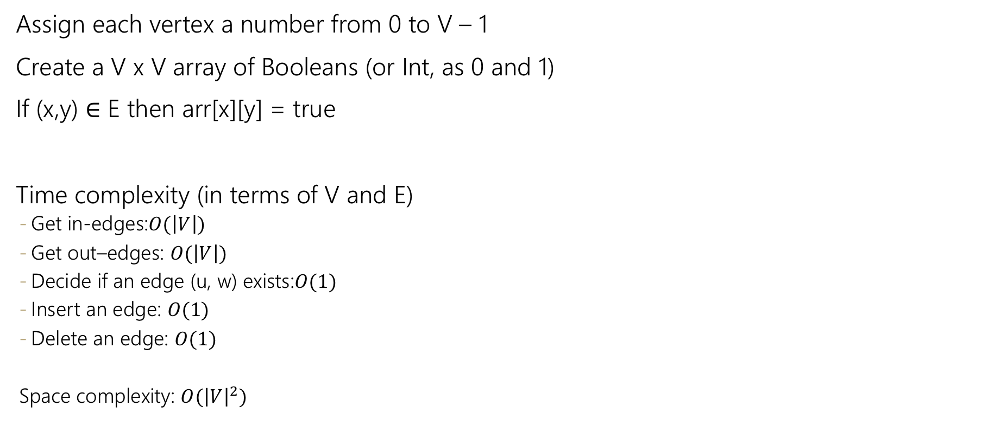 Assign each vertex a number from 0 to V – 1
Create a V x V array of Booleans (or Int, as 0 and 1)
If (x,y) ∈ E then arr[x][y] = true
Time complexity (in terms of V and E)
- Get in-edges:O(|V|)
- Get out–edges: O(|V|)
- Decide if an edge (u, w) exists:O(1)
- Insert an edge: O(1)
- Delete an edge: O(1)
Space complexity: O(|V|²)